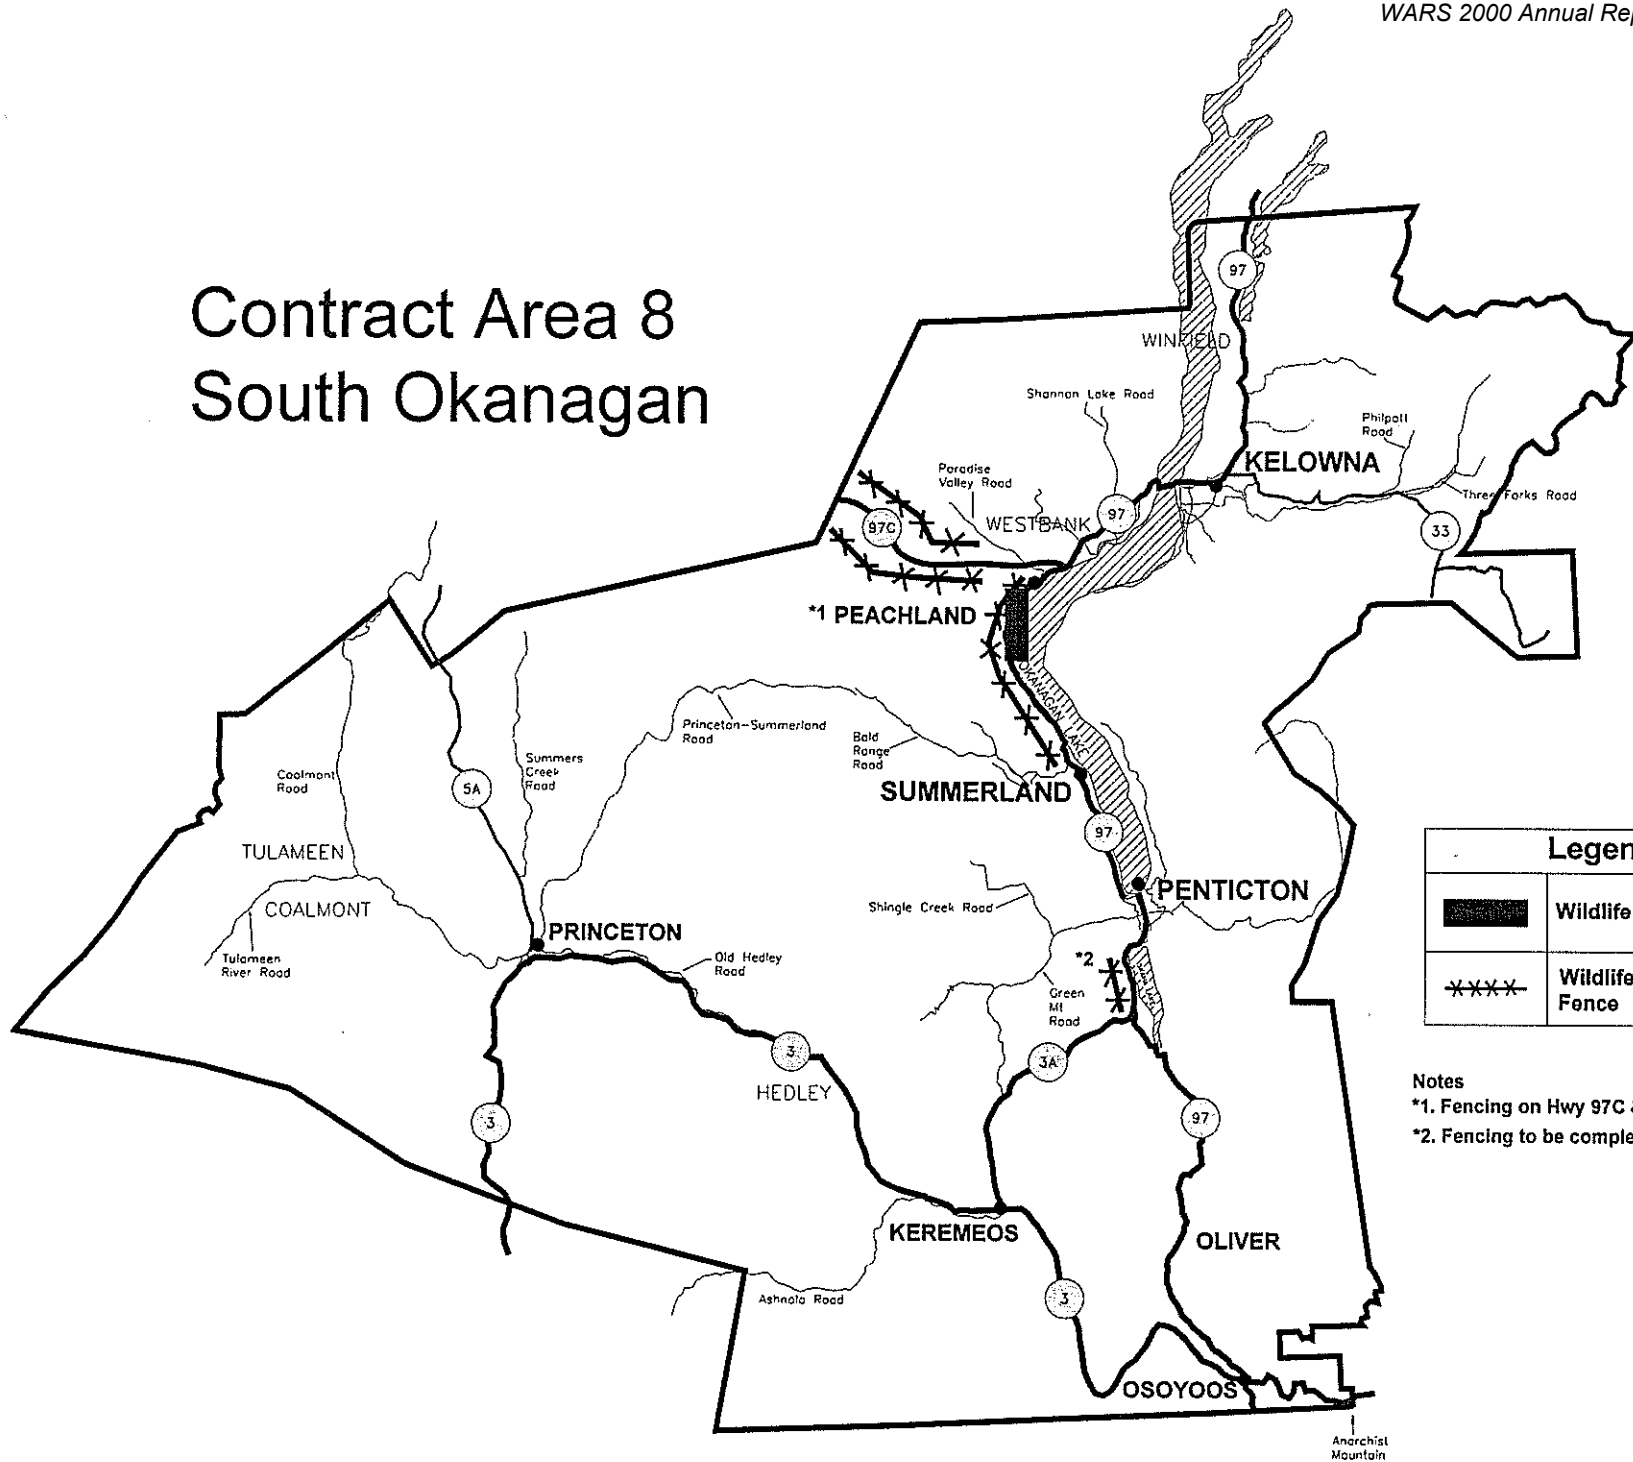 WARS 2000 Annual Rep
Contract Area 8
South Okanagan
97
WINFIELD
Shannon Lake Road
Philpott
Road
KELOWNA
Paradise
Valley Road
Three Forks Road
WESTBANK
97
97C
33
*1 PEACHLAND
OKANAGAN LAKE
Princeton-Summerland
Road
Bald
Range
Road
Summers
Creek
Road
Coalmont
Road
5A
SUMMERLAND
97
TULAMEEN
Legen
COALMONT
PENTICTON
Shingle Creek Road
Wildlife
PRINCETON
Old Hedley
Road
Tulameen
River Road
*2
Green
Mt
Road
Wildlife
Fence
3
3A
HEDLEY
Notes
*1. Fencing on Hwy 97C
*2. Fencing to be comple
3
97
KEREMEOS
OLIVER
Ashnola Road
3
OSOYOOS
Anarchist
Mountain